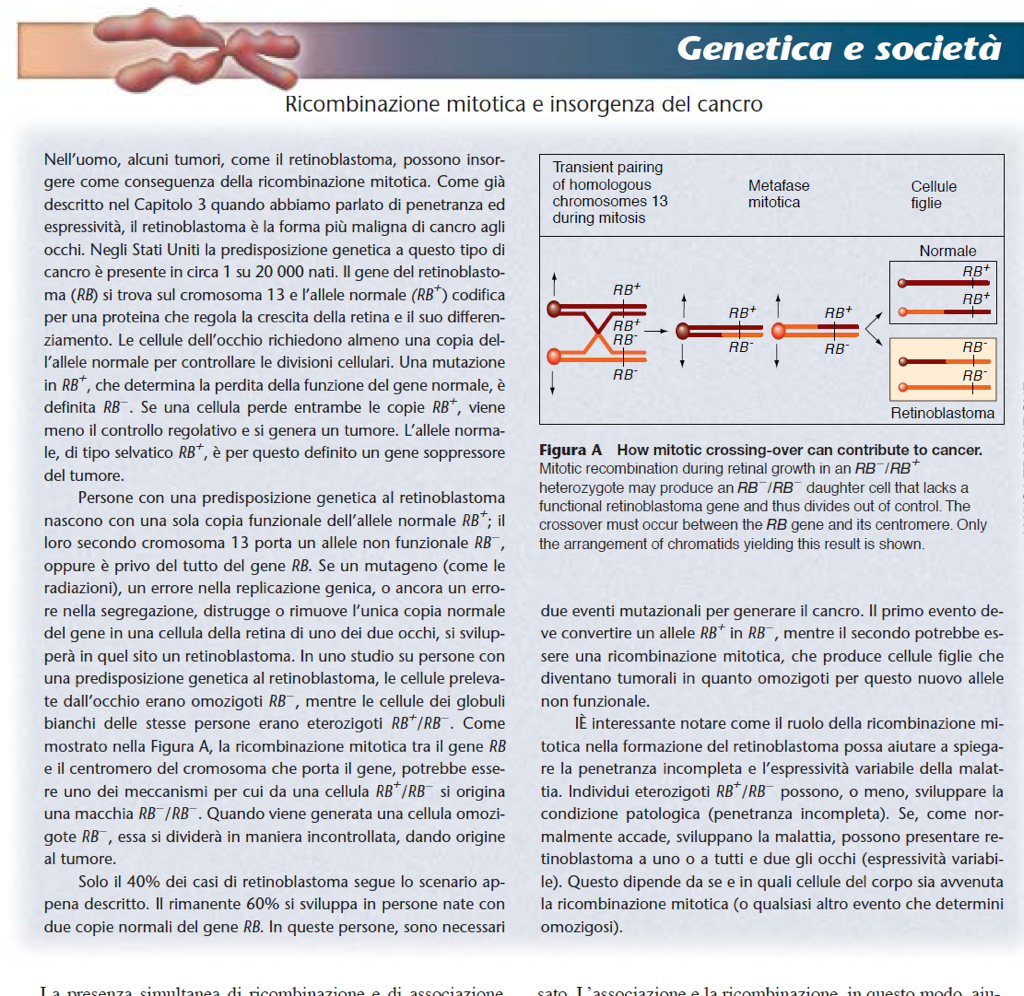 Genetica e società
Ricombinazione mitotica e insorgenza del cancro
Nell'uomo, alcuni tumori, come il retinoblastoma, possono insor-
gere come conseguenza della ricombinazione mitotica. Come già
descritto nel Capitolo 3 quando abbiamo parlato di penetranza ed
espressività, il retinoblastoma è la forma più maligna di cancro agli
occhi. Negli Stati Uniti la predisposizione genetica a questo tipo di
cancro è presente in circa 1 su 20 000 nati. Il gene del retinoblasto-
ma (RB) si trova sul cromosoma 13 e l'allele normale (RB⁺) codifica
per una proteina che regola la crescita della retina e il suo differen-
ziamento. Le cellule dell'occhio richiedono almeno una copia del-
l'allele normale per controllare le divisioni cellulari. Una mutazione
in RB⁺, che determina la perdita della funzione del gene normale, è
definita RB⁻. Se una cellula perde entrambe le copie RB⁺, viene
meno il controllo regolativo e si genera un tumore. L'allele norma-
le, di tipo selvatico RB⁺, è per questo definito un gene soppressore
del tumore.
Persone con una predisposizione genetica al retinoblastoma
nascono con una sola copia funzionale dell'allele normale RB⁺; il
loro secondo cromosoma 13 porta un allele non funzionale RB⁻,
oppure è privo del tutto del gene RB. Se un mutageno (come le
radiazioni), un errore nella replicazione genica, o ancora un erro-
re nella segregazione, distrugge o rimuove l'unica copia normale
del gene in una cellula della retina di uno dei due occhi, si svilup-
perà in quel sito un retinoblastoma. In uno studio su persone con
una predisposizione genetica al retinoblastoma, le cellule preleva-
te dall'occhio erano omozigoti RB⁻, mentre le cellule dei globuli
bianchi delle stesse persone erano eterozigoti RB⁺/RB⁻. Come
mostrato nella Figura A, la ricombinazione mitotica tra il gene RB
e il centromero del cromosoma che porta il gene, potrebbe esse-
re uno dei meccanismi per cui da una cellula RB⁺/RB⁻ si origina
una macchia RB⁻/RB⁻. Quando viene generata una cellula omozi-
gote RB⁻, essa si dividerà in maniera incontrollata, dando origine
al tumore.
Solo il 40% dei casi di retinoblastoma segue lo scenario ap-
pena descritto. Il rimanente 60% si sviluppa in persone nate con
due copie normali del gene RB. In queste persone, sono necessari
Transient pairing
of homologous
chromosomes 13
during mitosis
Metafase
mitotica
Cellule
figlie
RB⁺
RB⁺
RB⁻
RB⁻
RB⁺
RB⁻
RB⁺
RB⁻
Normale
RB⁺
RB⁺
RB⁻
RB⁻
Retinoblastoma
Figura A How mitotic crossing-over can contribute to cancer.
Mitotic recombination during retinal growth in an RB⁻/RB⁺
heterozygote may produce an RB⁻/RB⁻ daughter cell that lacks a
functional retinoblastoma gene and thus divides out of control. The
crossover must occur between the RB gene and its centromere. Only
the arrangement of chromatids yielding this result is shown.
due eventi mutazionali per generare il cancro. Il primo evento de-
ve convertire un allele RB⁺ in RB⁻, mentre il secondo potrebbe es-
sere una ricombinazione mitotica, che produce cellule figlie che
diventano tumorali in quanto omozigoti per questo nuovo allele
non funzionale.
IÈ interessante notare come il ruolo della ricombinazione mi-
totica nella formazione del retinoblastoma possa aiutare a spiega-
re la penetranza incompleta e l'espressività variabile della malat-
tia. Individui eterozigoti RB⁺/RB⁻ possono, o meno, sviluppare la
condizione patologica (penetranza incompleta). Se, come nor-
malmente accade, sviluppano la malattia, possono presentare re-
tinoblastoma a uno o a tutti e due gli occhi (espressività variabi-
le). Questo dipende da se e in quali cellule del corpo sia avvenuta
la ricombinazione mitotica (o qualsiasi altro evento che determini
omozigosi).
La presenza simultanea di ricombinazione e di associazione
sato. L'associazione e la ricombinazione, in questo modo, aiu-